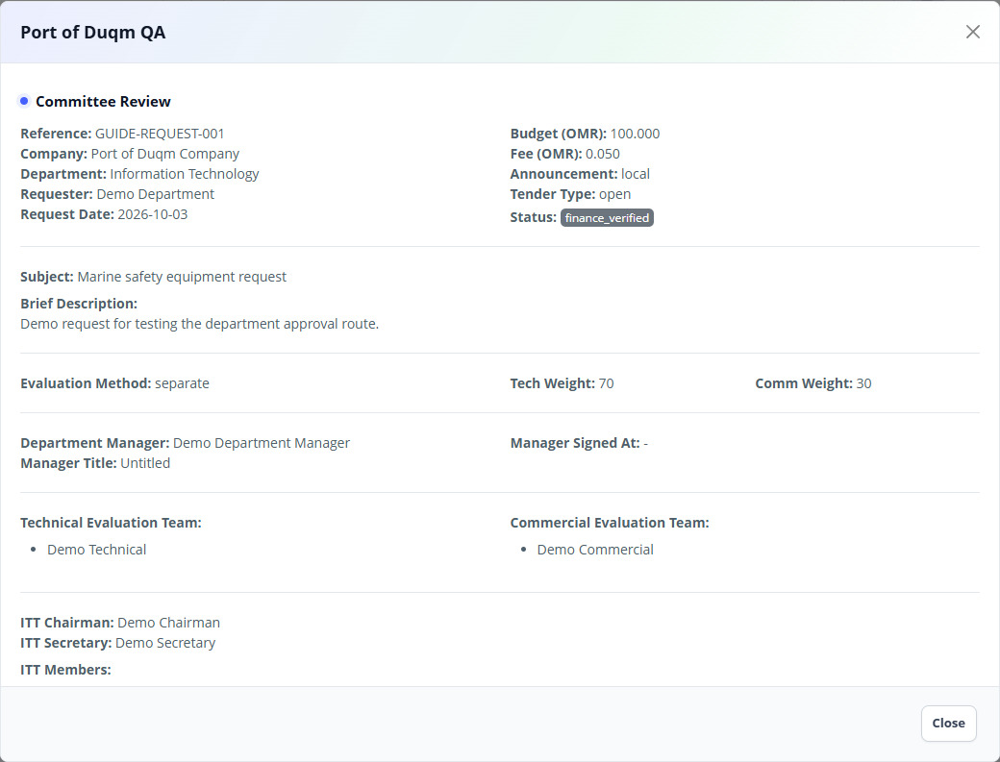 Port of Duqm QA
Committee Review
Reference: GUIDE-REQUEST-001
Company: Port of Duqm Company
Department: Information Technology
Requester: Demo Department
Request Date: 2026-10-03
Budget (OMR): 100.000
Fee (OMR): 0.050
Announcement: local
Tender Type: open
Status: finance_verified
Subject: Marine safety equipment request
Brief Description:
Demo request for testing the department approval route.
Evaluation Method: separate
Tech Weight: 70
Comm Weight: 30
Department Manager: Demo Department Manager
Manager Title: Untitled
Manager Signed At: -
Technical Evaluation Team:
• Demo Technical
Commercial Evaluation Team:
• Demo Commercial
ITT Chairman: Demo Chairman
ITT Secretary: Demo Secretary
ITT Members:
Close